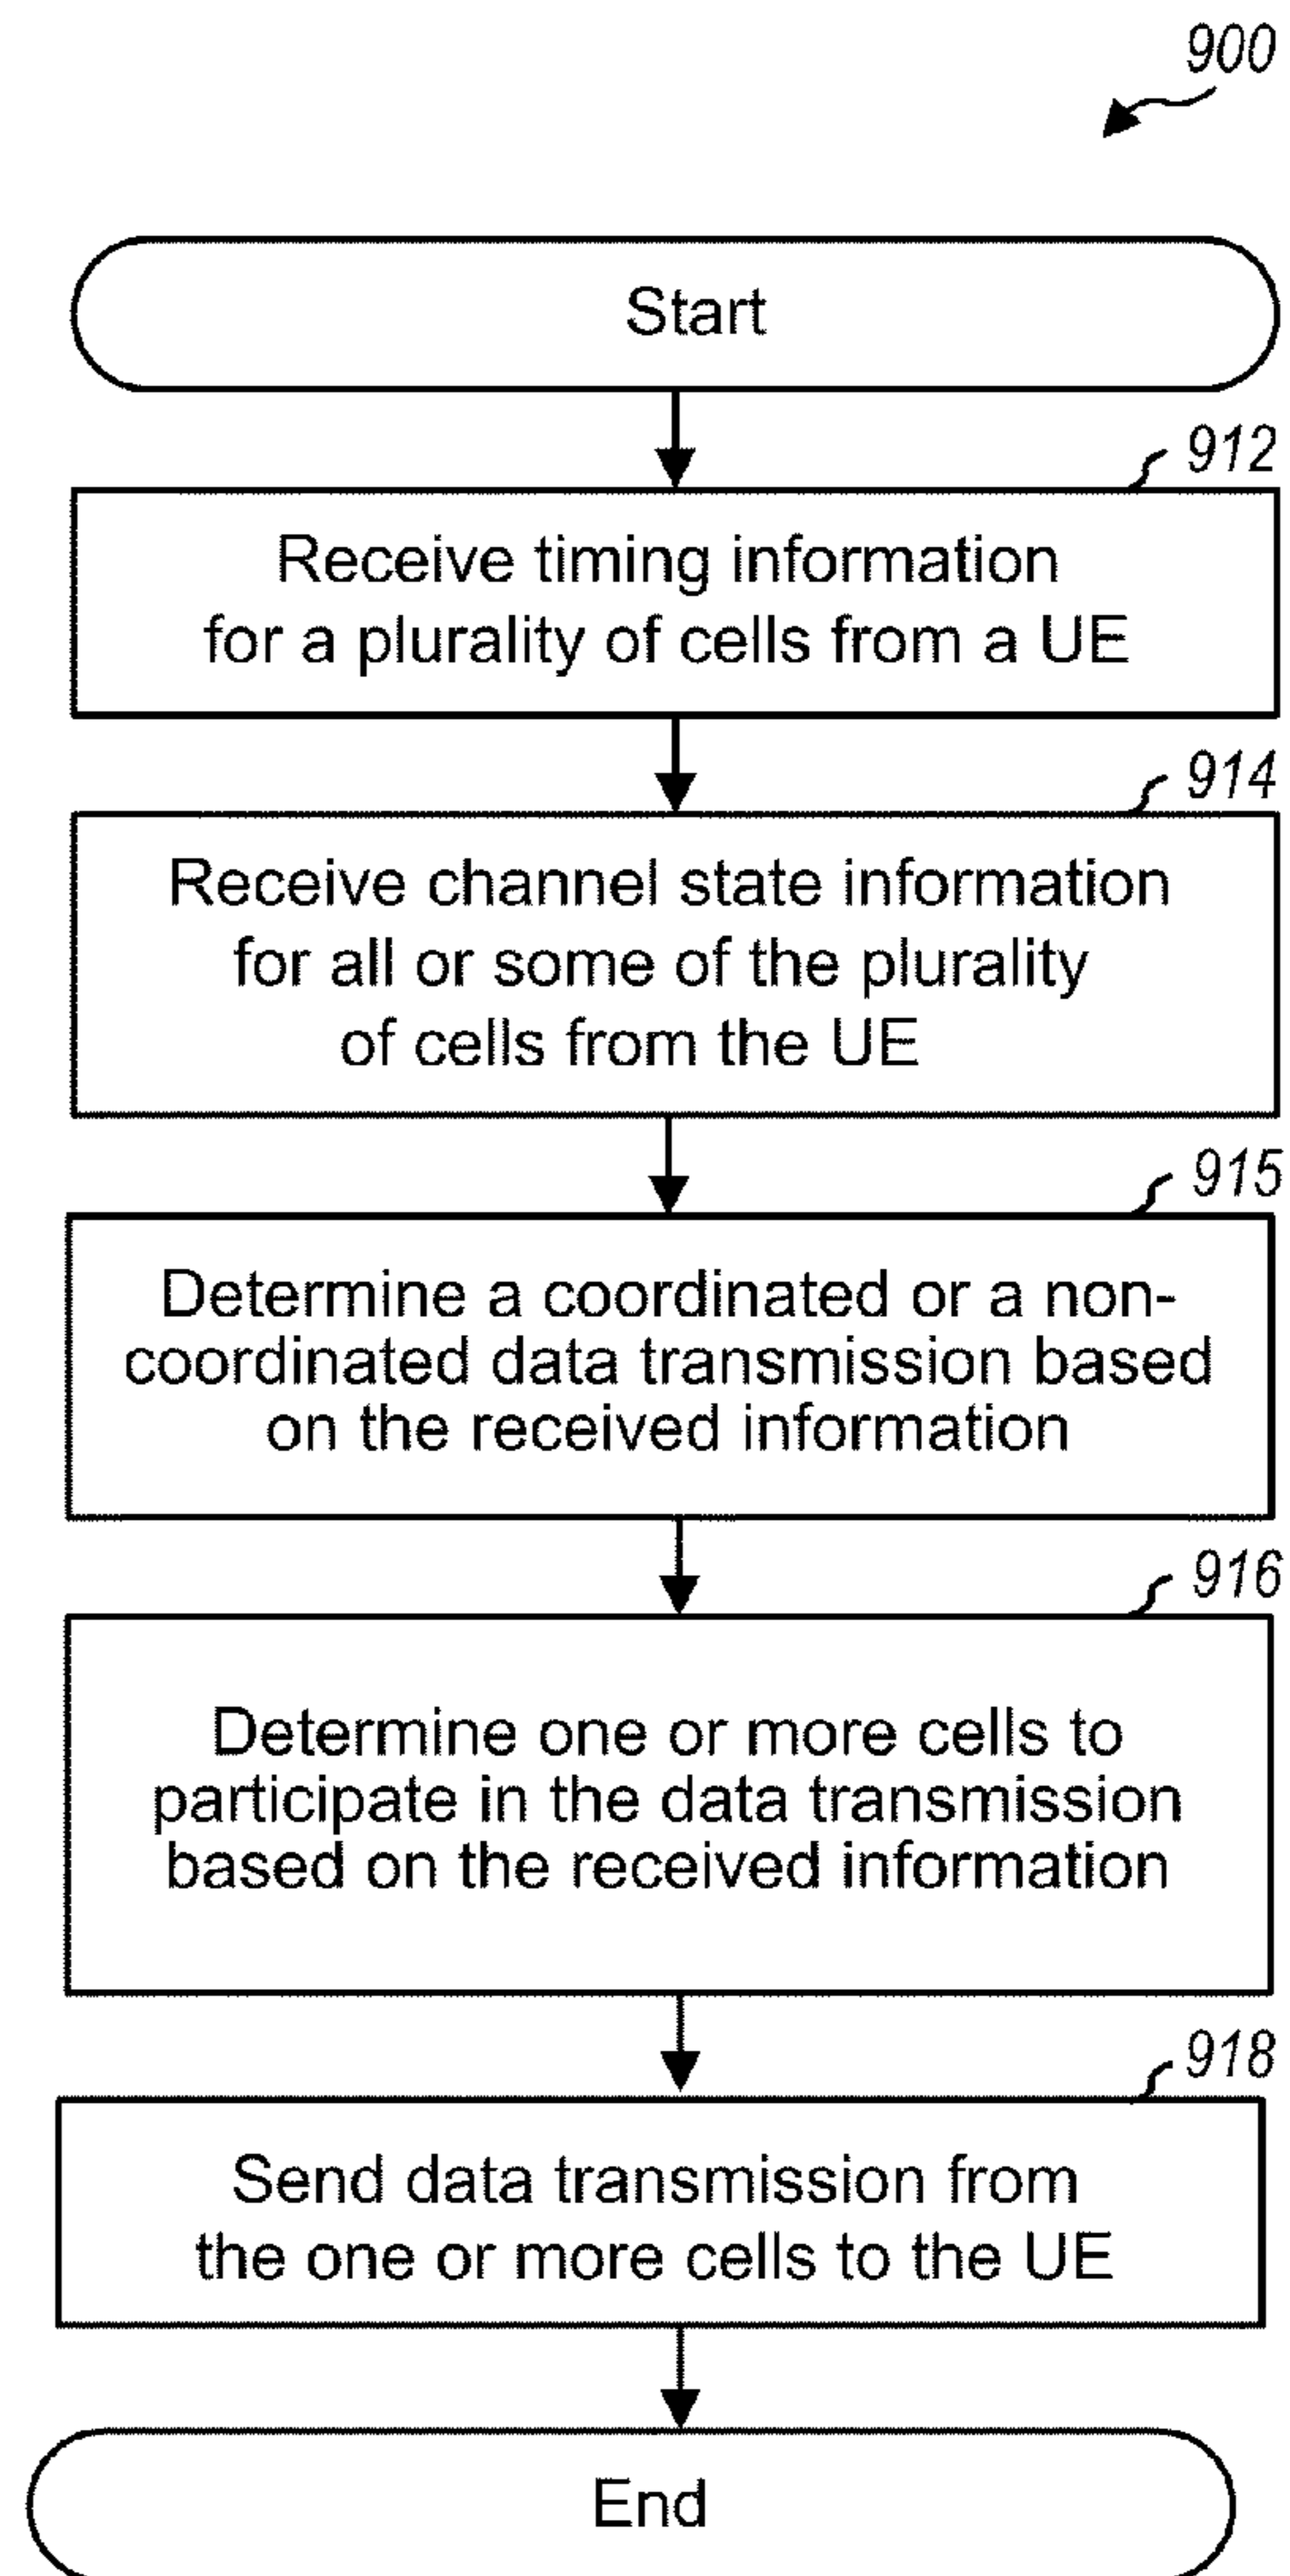 900
Start
912
Receive timing information
for a plurality of cells from a UE
914
Receive channel state information
for all or some of the plurality
of cells from the UE
915
Determine a coordinated or a non-
coordinated data transmission based
on the received information
916
Determine one or more cells to
participate in the data transmission
based on the received information
918
Send data transmission from
the one or more cells to the UE
End